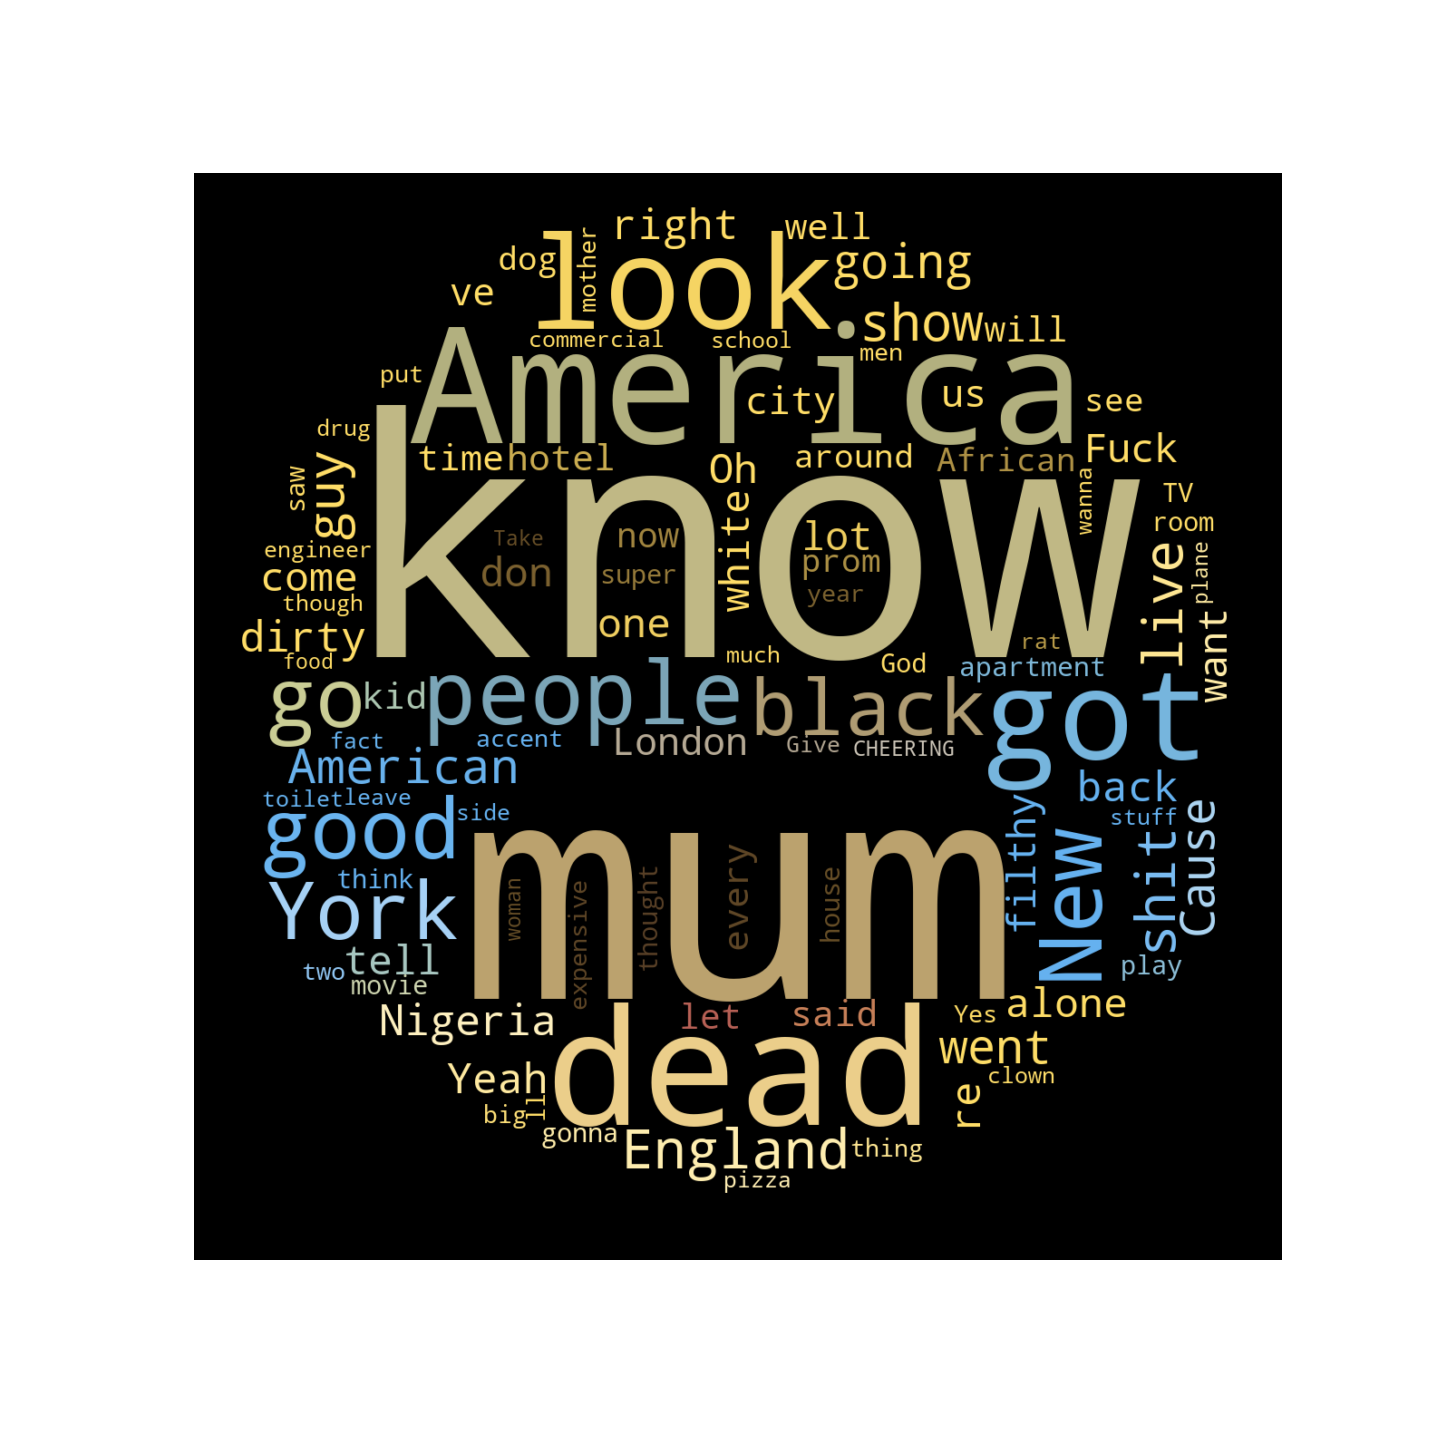 right
well
look
dog
mother
going
ve
show
will
commercial
school
men
America
put
city
us
see
drug
time
hotel
Oh
around
African
Fuck
know
saw
guy
wanna
TV
room
engineer
Take
now
white
lot
come
don
super
prom
live
plane
though
year
dirty
one
rat
want
food
much
God
apartment
go
kid
people
black
got
fact
accent
London
Give
CHEERING
American
back
toilet
leave
good
side
filthy
stuff
Cause
mum
New
shit
think
York
woman
expensive
thought
every
house
two
tell
movie
play
Nigeria
let
said
Yes
alone
dead
went
Yeah
clown
big
ll
re
gonna
England
thing
pizza